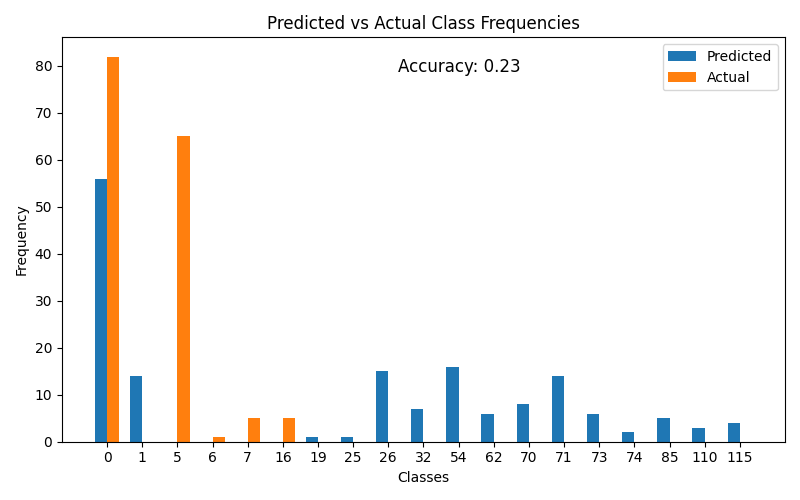 Predicted vs Actual Class Frequencies
Accuracy: 0.23
Predicted
Actual
Frequency
80
70
60
50
40
30
20
10
0
0 1 5 6 7 16 19 25 26 32 54 62 70 71 73 74 85 110 115
Classes